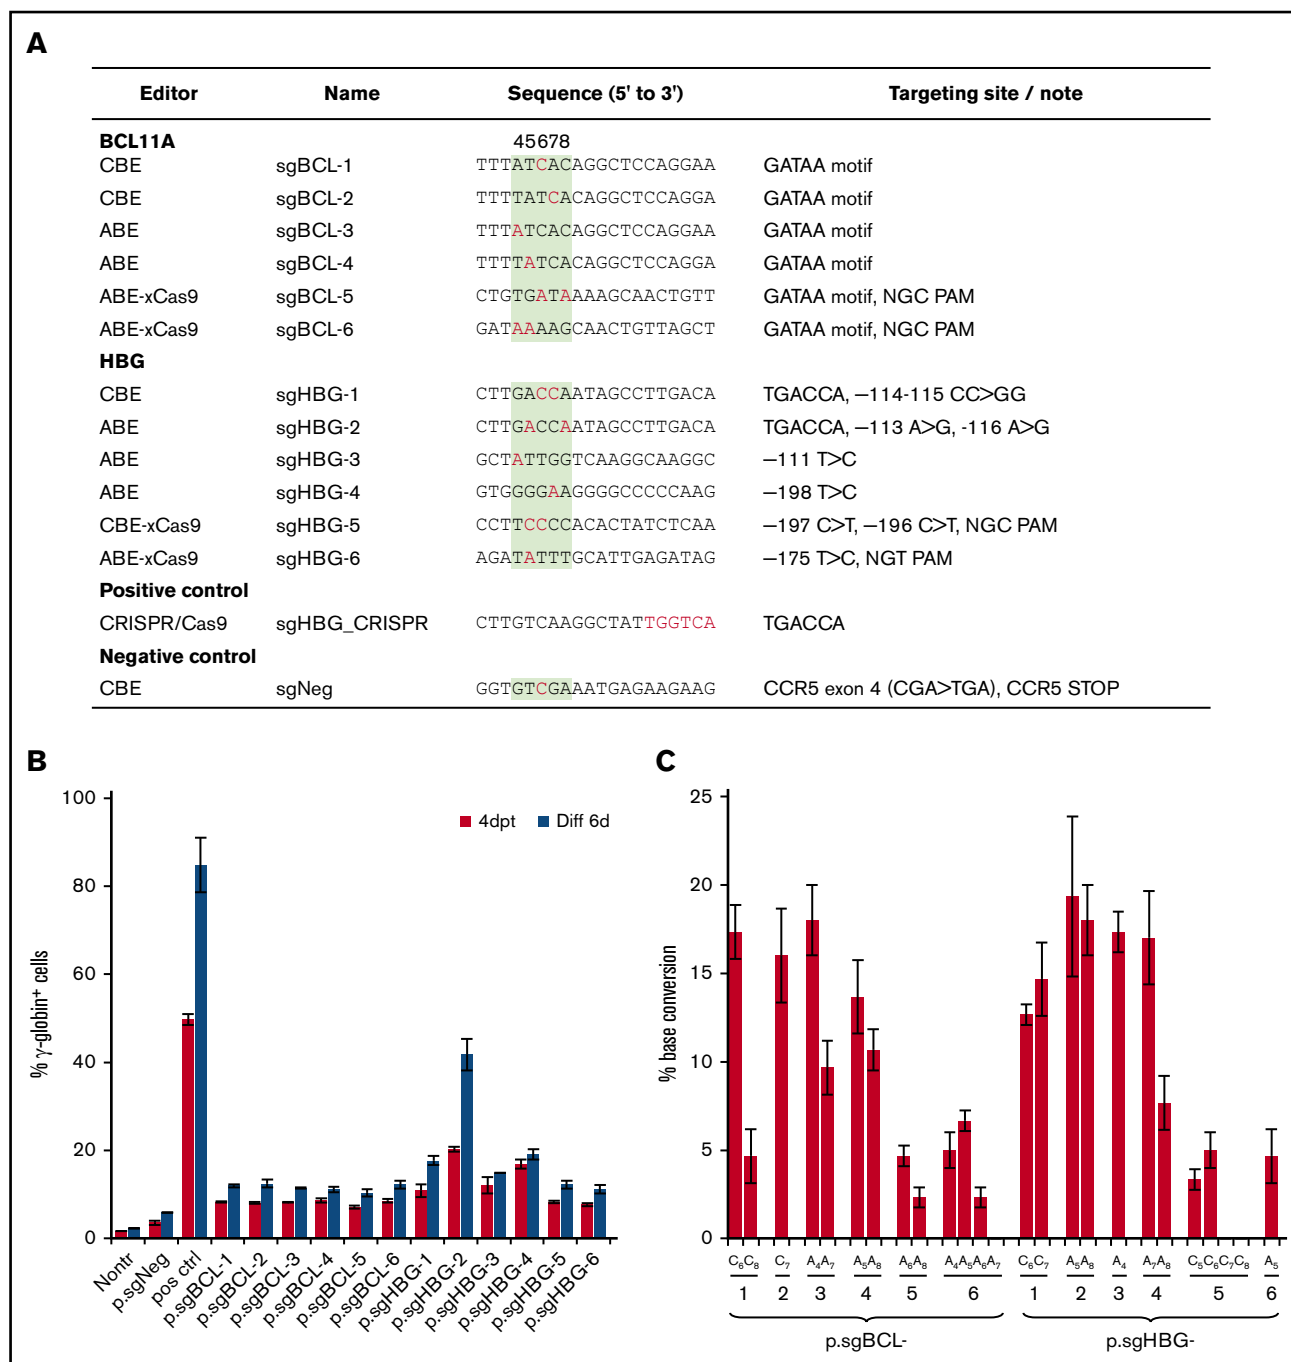 A
Editor Name Sequence (5' to 3') Targeting site / note
BCL11A 45678
CBE sgBCL-1 TTTATCACAGGCTCCAGGAA GATAA motif
CBE sgBCL-2 TTTTATCACAGGCTCCAGGA GATAA motif
ABE sgBCL-3 TTTATCACAGGCTCCAGGAA GATAA motif
ABE sgBCL-4 TTTTATCACAGGCTCCAGGA GATAA motif
ABE-xCas9 sgBCL-5 CTGTGATAAAAGCAACTGTT GATAA motif, NGC PAM
ABE-xCas9 sgBCL-6 GATAAAAGCAACTGTTAGCT GATAA motif, NGC PAM
HBG
CBE sgHBG-1 CTTGACCAATAGCCTTGACA TGACCA, –114-115 CC>GG
ABE sgHBG-2 CTTGACCAATAGCCTTGACA TGACCA, –113 A>G, -116 A>G
ABE sgHBG-3 GCTATTGGTCAAGGCAAGGC –111 T>C
ABE sgHBG-4 GTGGGGAAGGGGCCCCCAAG –198 T>C
CBE-xCas9 sgHBG-5 CCTTCCCCACACTATCTCAA –197 C>T, –196 C>T, NGC PAM
ABE-xCas9 sgHBG-6 AGATATTTGCATTGAGATAG –175 T>C, NGT PAM
Positive control
CRISPR/Cas9 sgHBG_CRISPR CTTGTCAAGGCTATTGGTCA TGACCA
Negative control
CBE sgNeg GGTGTCGAAATGAGAAGAAG CCR5 exon 4 (CGA>TGA), CCR5 STOP
B
% γ-globin⁺ cells
100
80
60
40
20
0
4dpt Diff 6d
Nontr p.sgNeg pos ctrl p.sgBCL-1 p.sgBCL-2 p.sgBCL-3 p.sgBCL-4 p.sgBCL-5 p.sgBCL-6 p.sgHBG-1 p.sgHBG-2 p.sgHBG-3 p.sgHBG-4 p.sgHBG-5 p.sgHBG-6
C
% base conversion
25
20
15
10
5
0
C₆C₈ C₇ A₄A₇ A₅A₈ A₆A₈ A₄A₅A₆A₇ C₆C₇ A₅A₈ A₄ A₇A₈ C₅C₆C₇C₈ A₅
1 2 3 4 5 6 1 2 3 4 5 6
p.sgBCL- p.sgHBG-